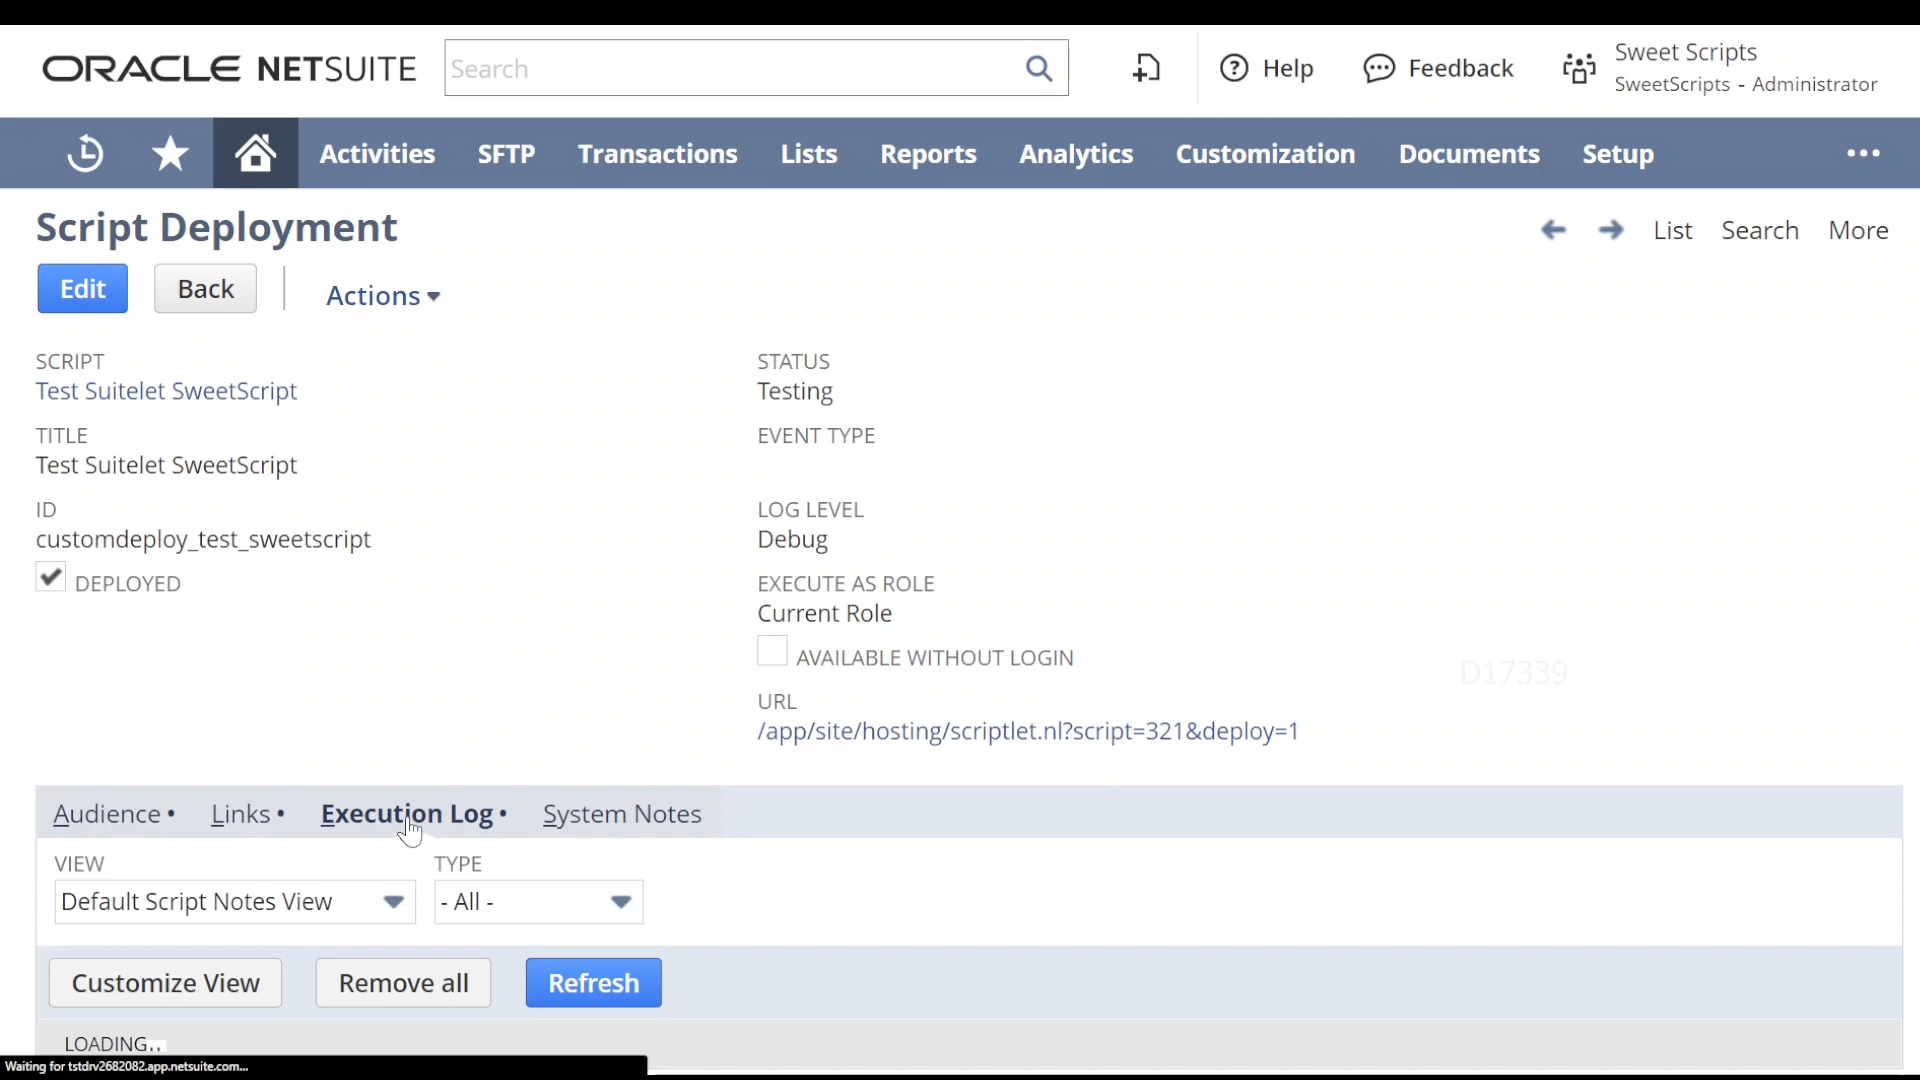 ORACLE NETSUITE
Search
Help
Feedback
Sweet Scripts
SweetScripts - Administrator
Activities
SFTP
Transactions
Lists
Reports
Analytics
Customization
Documents
Setup
Script Deployment
List
Search
More
Edit
Back
Actions
SCRIPT
Test Suitelet SweetScript
TITLE
Test Suitelet SweetScript
ID
customdeploy_test_sweetscript
DEPLOYED
STATUS
Testing
EVENT TYPE
LOG LEVEL
Debug
EXECUTE AS ROLE
Current Role
AVAILABLE WITHOUT LOGIN
URL
/app/site/hosting/scriptlet.nl?script=321&deploy=1
D17339
Audience •
Links •
Execution Log •
System Notes
VIEW
TYPE
Default Script Notes View
- All -
Customize View
Remove all
Refresh
LOADING..
Waiting for tstdrv2682082.app.netsuite.com...